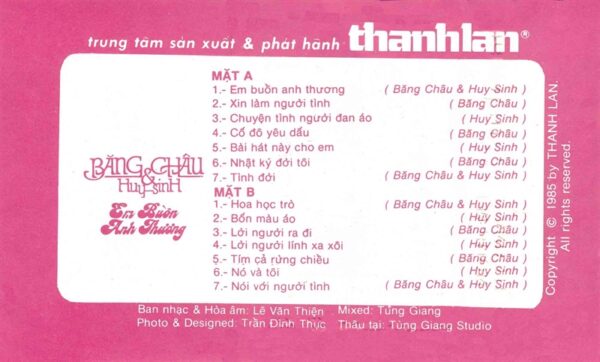 trung tâm sản xuất & phát hành thanhlan®
MẶT A
1.- Em buồn anh thương ( Băng Châu & Huy Sinh )
2.- Xin làm người tình ( Băng Châu )
3.- Chuyện tình người đan áo ( Huy Sinh )
4.- Cố đô yêu dấu ( Băng Châu )
5.- Bài hát này cho em ( Huy Sinh )
6.- Nhật ký đời tôi ( Băng Châu )
7.- Tình đời ( Băng Châu & Huy Sinh )
MẶT B
1.- Hoa học trò ( Băng Châu & Huy Sinh )
2.- Bốn màu áo ( Huy Sinh )
3.- Lời người ra đi ( Băng Châu )
4.- Lời người lính xa xôi ( Huy Sinh )
5.- Tím cả rừng chiều ( Băng Châu )
6.- Nó và tôi ( Huy Sinh )
7.- Nói với người tình ( Băng Châu & Huy Sinh )
BĂNG CHÂU
& Huy Sinh
Em Buồn
Anh Thương
Ban nhạc & Hòa âm: Lê Văn Thiện Mixed: Tùng Giang
Photo & Designed: Trần Đình Thục Thâu tại: Tùng Giang Studio
Copyright © 1985 by THANH LAN.
All rights reserved.